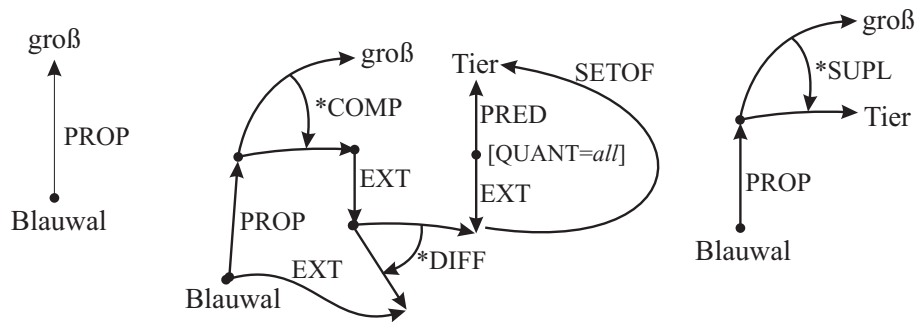 groß
PROP
Blauwal
groß
*COMP
EXT
PROP
EXT
Blauwal
*DIFF
Tier
SETOF
PRED
[QUANT=all]
EXT
groß
*SUPL
Tier
PROP
Blauwal